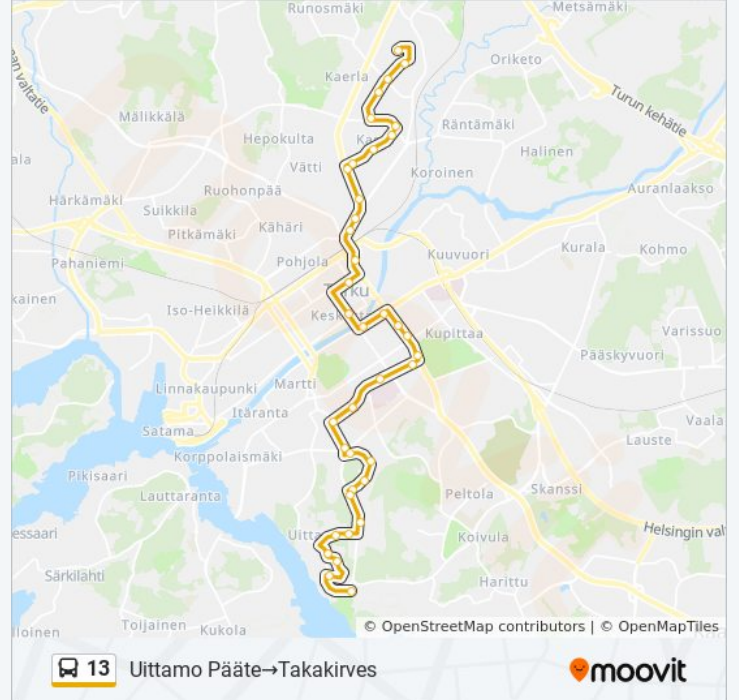 Runosmäki
Metsämäki
Oriketo
Kaerla
Turun kehätie
Mälikkälä
Räntämäki
Hepokulta
Halinen
Vätti
Koroinen
Ruohonpää
Auranlaakso
Härkämäki
Suikkila
Pitkämäki
Kähäri
Kuuvuori
Kurala
Kohmo
Pahaniemi
Pohjola
Iso-Heikkilä
Kupittaa
Varissuo
Pääskyvuori
Linnakaupunki
Martti
Itäranta
Vaala
Satama
Lauste
Korppolaismäki
Pikisaari
Skanssi
Lauttaranta
Peltola
Koivula
Särkilahti
Harittu
Toijainen
Kukola
© OpenStreetMap contributors | © OpenMapTiles
13 Uittamo Pääte→Takakirves
moovit